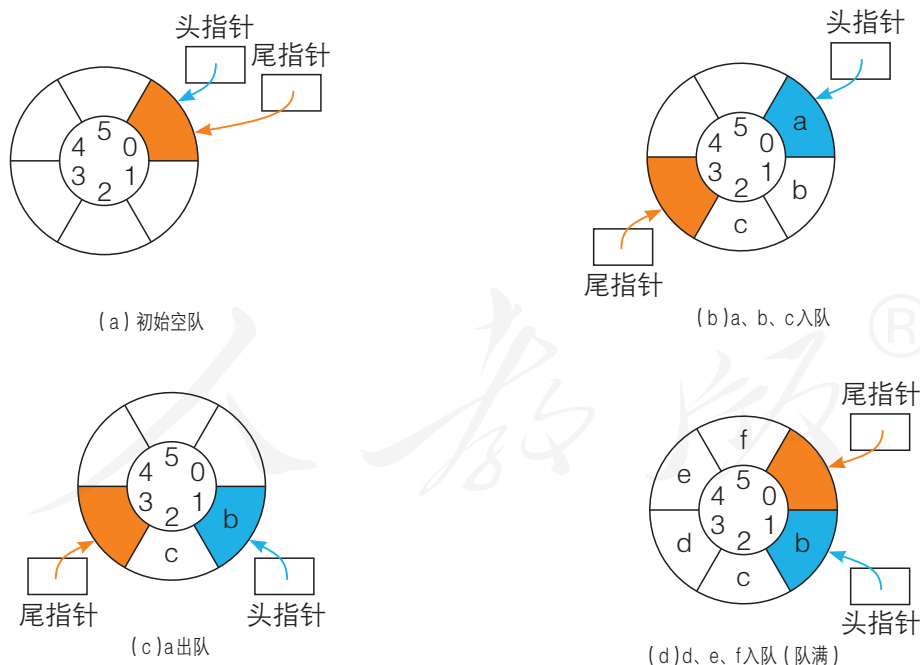 头指针
尾指针
5
4 0
3 1
2
(a)初始空队
头指针
a
5
4 0
3 1
2
b
c
尾指针
(b)a、b、c入队
5
4 0
3 1
2
b
c
尾指针
头指针
(c)a出队
尾指针
f
e
5
4 0
3 1
2
d
b
c
头指针
(d)d、e、f入队(队满)
人教版®